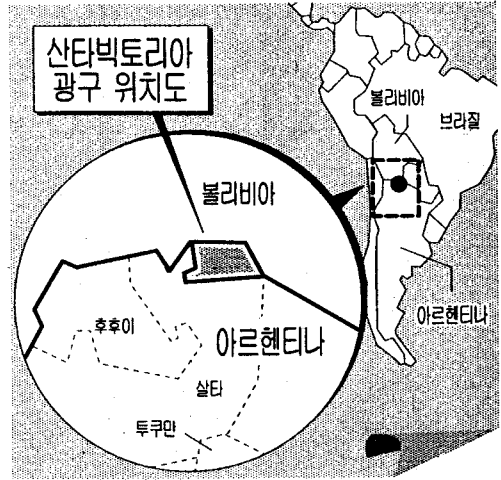 산타빅토리아
광구 위치도
볼리비아
브라질
볼리비아
아르헨티나
후후이
아르헨티나
살타
투쿠만